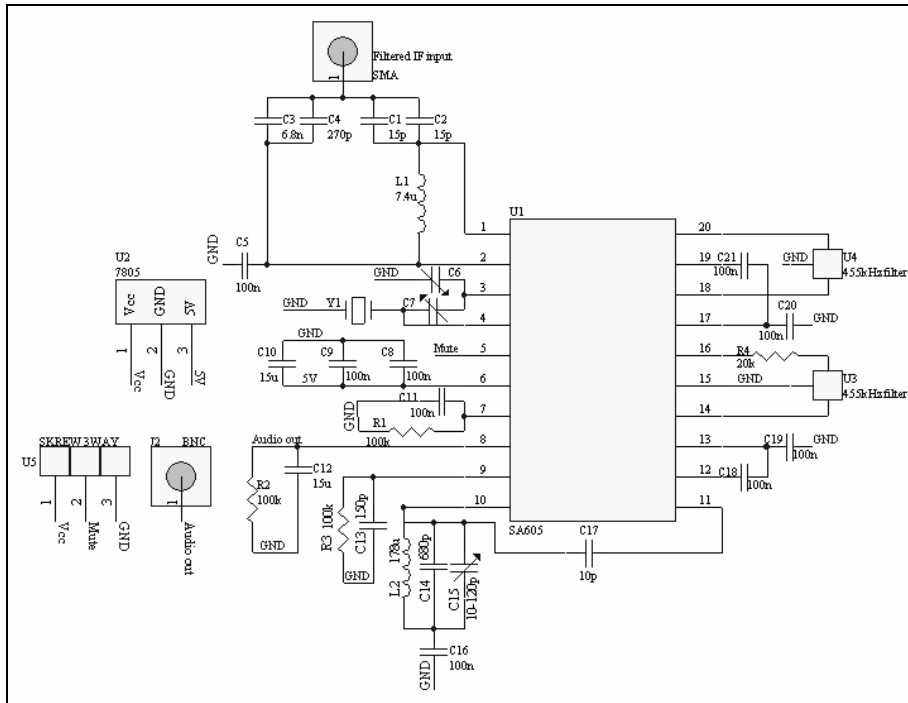 Filtered IF input
1
SMA
C3
6.8n
C4
270p
C1
15p
C2
15p
L1
7.4u
U1
GND
C5
100n
1
2
3
4
5
6
7
8
9
10
20
19
18
17
16
15
14
13
12
11
SA605
C21
100n
GND
U4
455kHzfilter
C20
100n
GND
R4
20k
GND
U3
455kHzfilter
C19
100n
GND
C18
100n
U2
7805
Vcc
GND
5V
1
2
3
Vcc
GND
5V
GND
C6
GND
Y1
C7
Mute
GND
C10
15u
C9
100n
C8
100n
5V
C11
100n
GND
R1
100k
SKREW 3WAY
U5
1
2
3
Vcc
Mute
GND
J2
BNC
1
Audio out
Audio out
R2
100k
C12
15u
GND
R3 100k
C13 150p
GND
L2 178u
C14 680p
C15 10-120p
C16
100n
GND
C17
10p